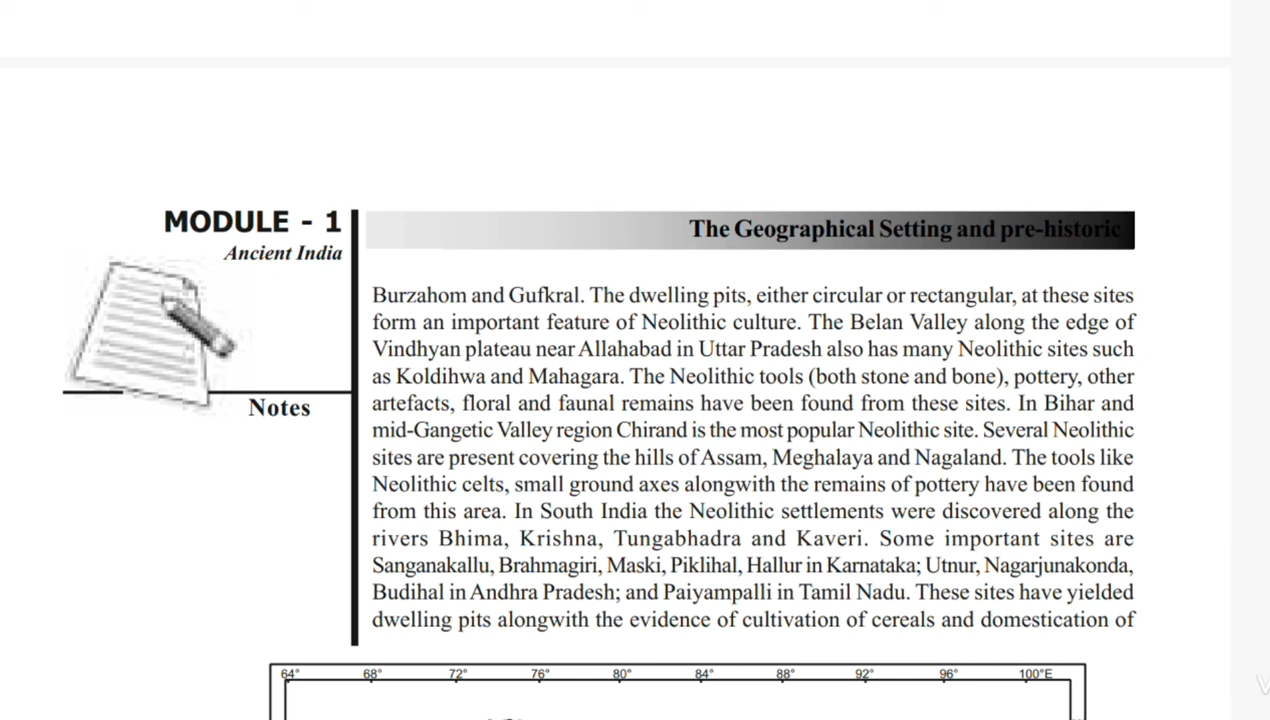 MODULE - 1
Ancient India
Notes
The Geographical Setting and pre-historic
Burzahom and Gufkral. The dwelling pits, either circular or rectangular, at these sites
form an important feature of Neolithic culture. The Belan Valley along the edge of
Vindhyan plateau near Allahabad in Uttar Pradesh also has many Neolithic sites such
as Koldihwa and Mahagara. The Neolithic tools (both stone and bone), pottery, other
artefacts, floral and faunal remains have been found from these sites. In Bihar and
mid-Gangetic Valley region Chirand is the most popular Neolithic site. Several Neolithic
sites are present covering the hills of Assam, Meghalaya and Nagaland. The tools like
Neolithic celts, small ground axes alongwith the remains of pottery have been found
from this area. In South India the Neolithic settlements were discovered along the
rivers Bhima, Krishna, Tungabhadra and Kaveri. Some important sites are
Sanganakallu, Brahmagiri, Maski, Piklihal, Hallur in Karnataka; Utnur, Nagarjunakonda,
Budihal in Andhra Pradesh; and Paiyampalli in Tamil Nadu. These sites have yielded
dwelling pits alongwith the evidence of cultivation of cereals and domestication of
64° 68° 72° 76° 80° 84° 88° 92° 96° 100°E